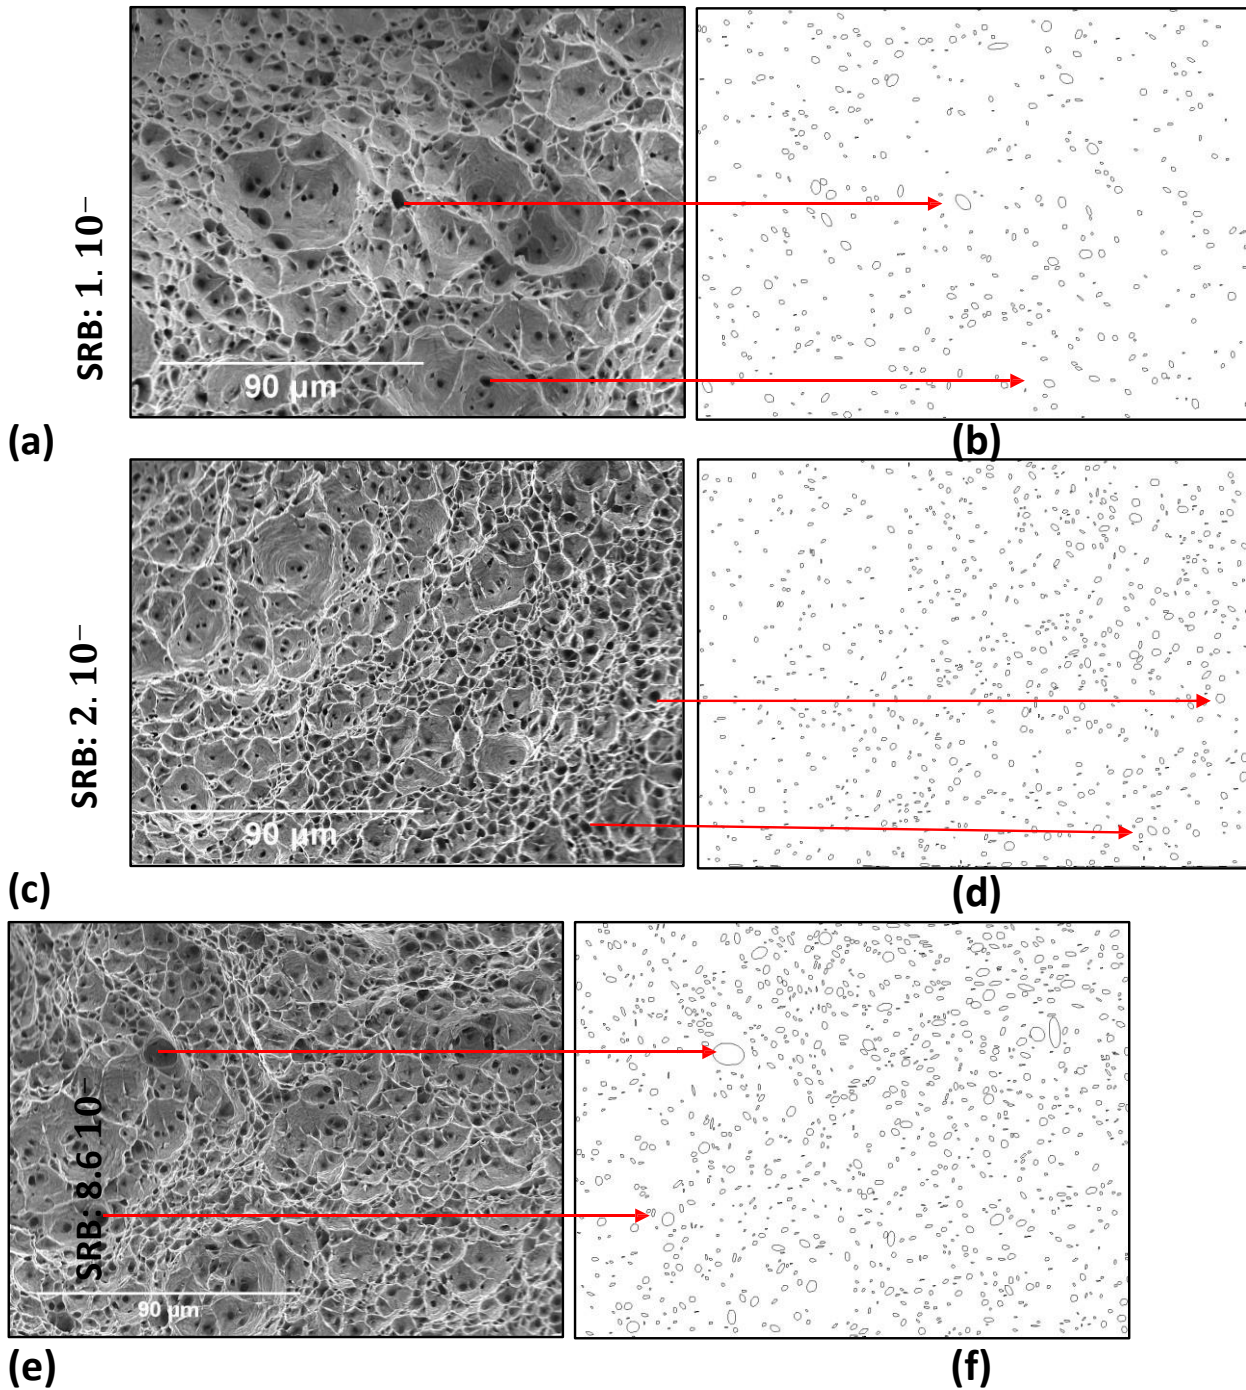 SRB: 1. 10⁻
90 μm
(a)
(b)
SRB: 2. 10⁻
90 μm
(c)
(d)
SRB: 8.6 10⁻
90 μm
(e)
(f)